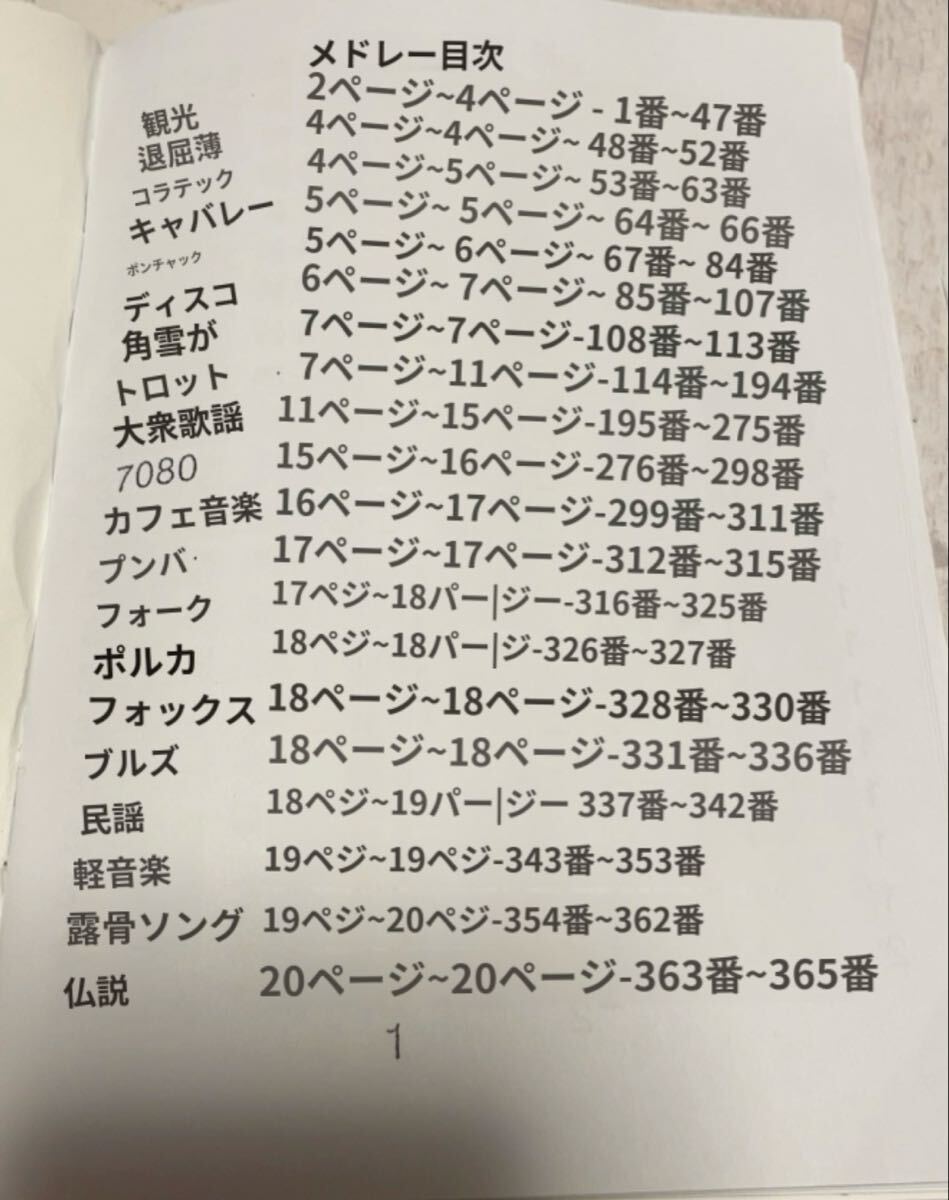 メドレー目次
観光 2ページ~4ページ - 1番~47番
退屈薄 4ページ~4ページ~ 48番~52番
コラテック 4ページ~5ページ~ 53番~63番
キャバレー 5ページ~ 5ページ~ 64番~ 66番
ポンチャック 5ページ~ 6ページ~ 67番~ 84番
ディスコ 6ページ~ 7ページ~ 85番~107番
角雪が 7ページ~7ページ-108番~113番
トロット 7ページ~11ページ-114番~194番
大衆歌謡 11ページ~15ページ-195番~275番
7080 15ページ~16ページ-276番~298番
カフェ音楽 16ページ~17ページ-299番~311番
プンバ 17ページ~17ページ-312番~315番
フォーク 17ペジ~18パー|ジー-316番~325番
ポルカ 18ペジ~18パー|ジ-326番~327番
フォックス 18ページ~18ページ-328番~330番
ブルズ 18ページ~18ページ-331番~336番
民謡 18ペジ~19パー|ジー 337番~342番
軽音楽 19ペジ~19ペジ-343番~353番
露骨ソング 19ペジ~20ペジ-354番~362番
仏説 20ページ~20ページ-363番~365番
1